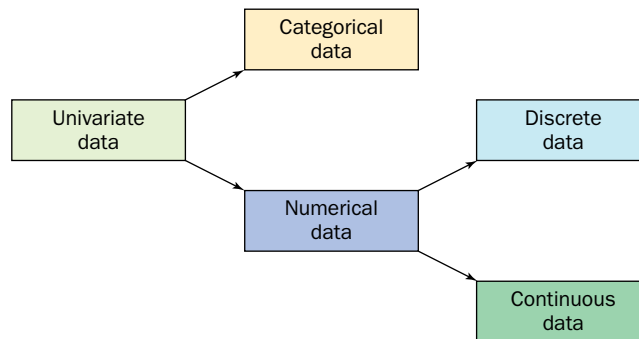 Categorical
data
Univariate
data
Discrete
data
Numerical
data
Continuous
data